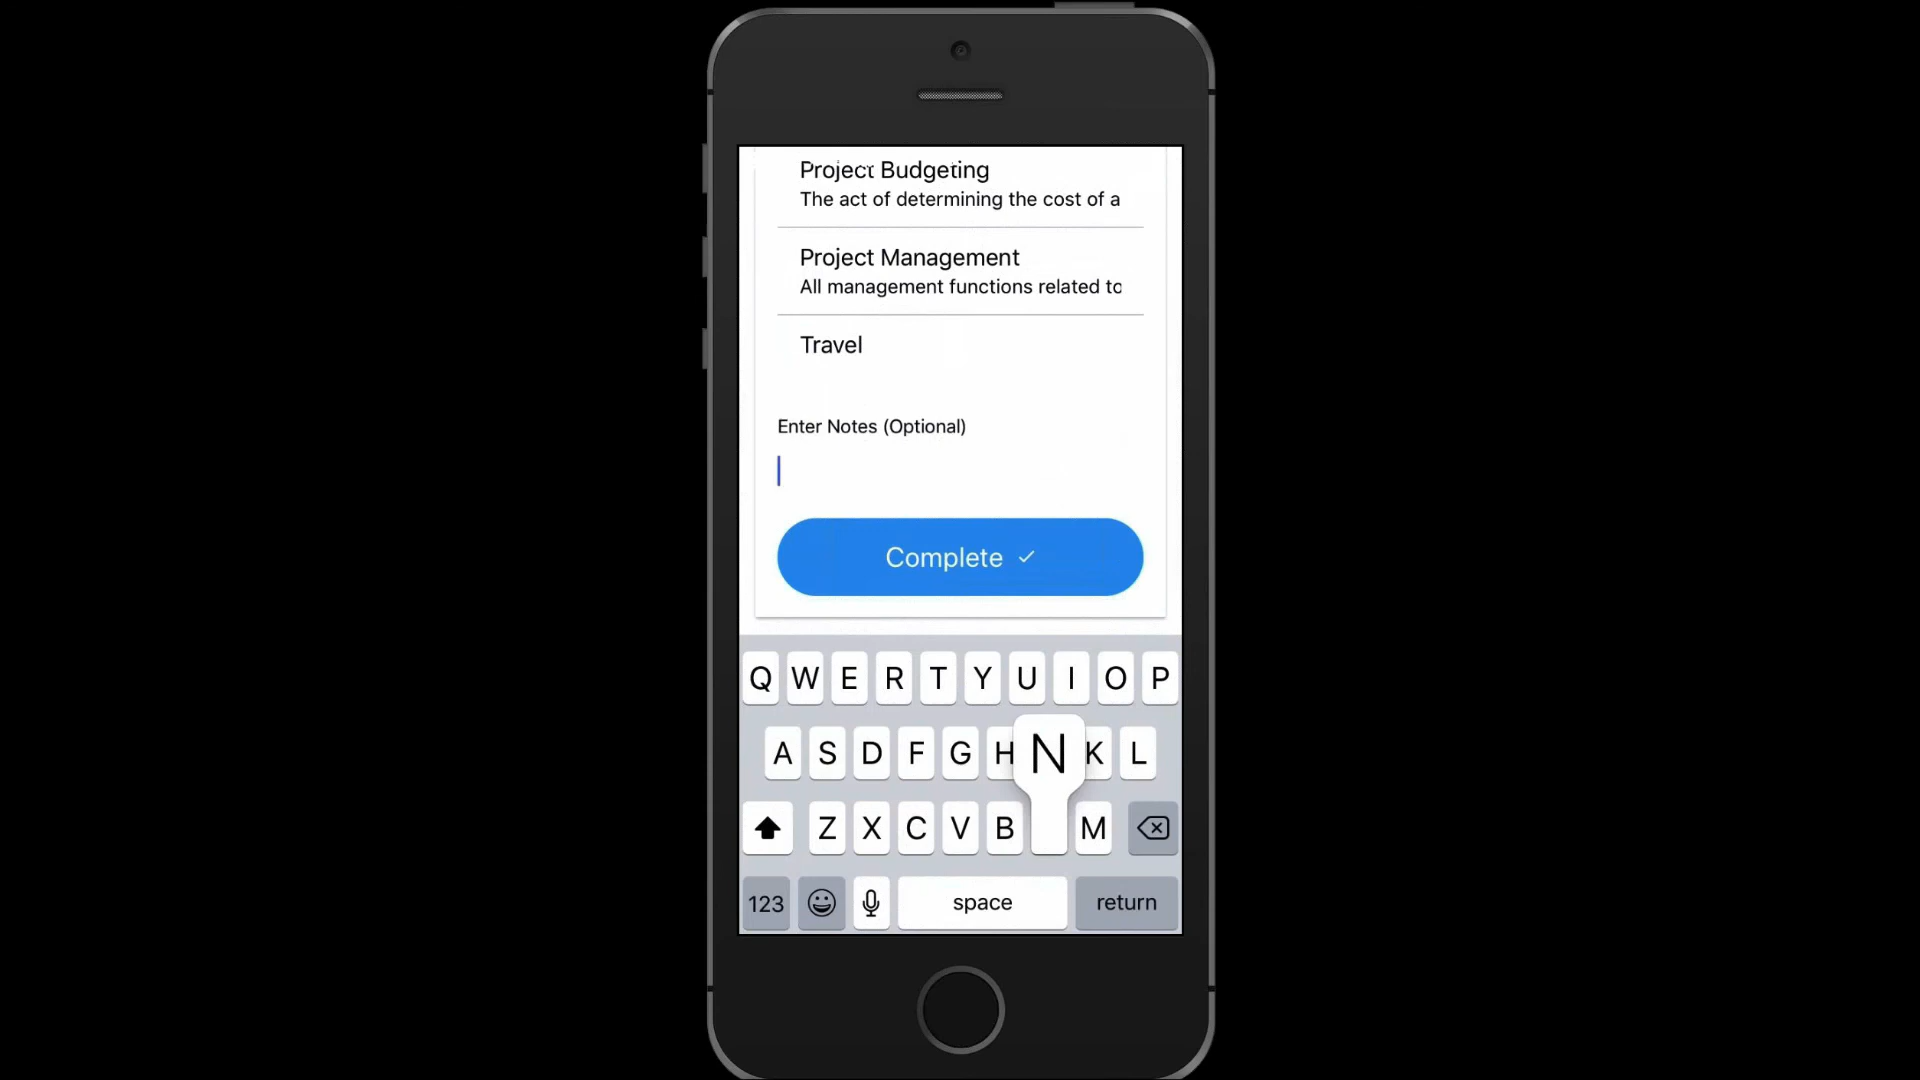 Project Budgeting
The act of determining the cost of a
Project Management
All management functions related to
Travel
Enter Notes (Optional)
Complete
Q W E R T Y U I O P
A S D F G H N K L
Z X C V B M
123 space return